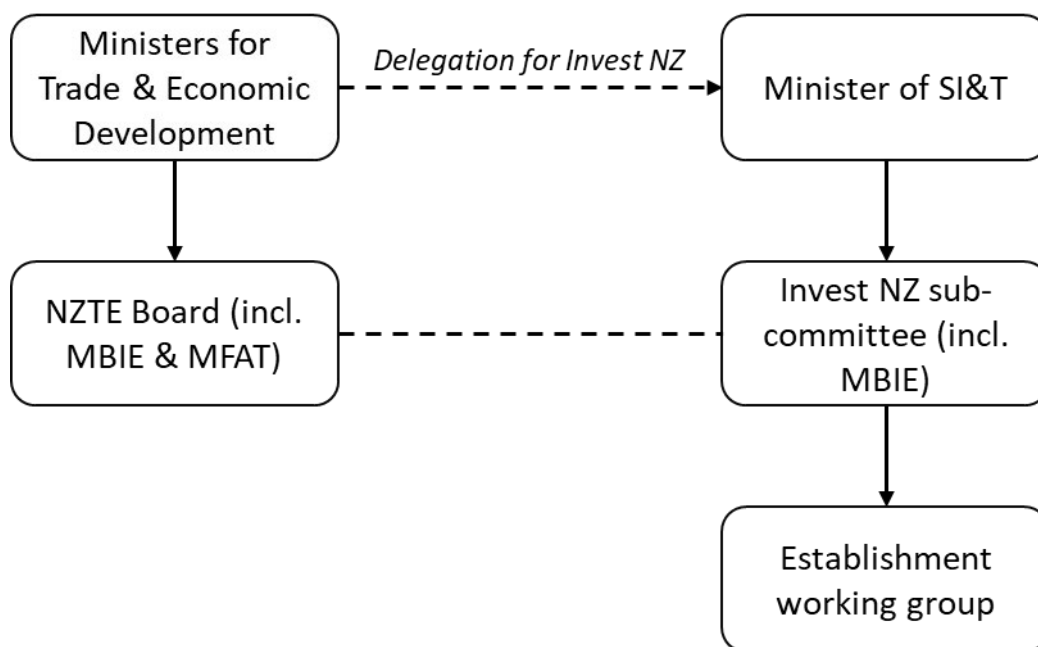 Ministers for
Trade & Economic
Development
Delegation for Invest NZ
Minister of SI&T
NZTE Board (incl.
MBIE & MFAT)
Invest NZ sub-
committee (incl.
MBIE)
Establishment
working group